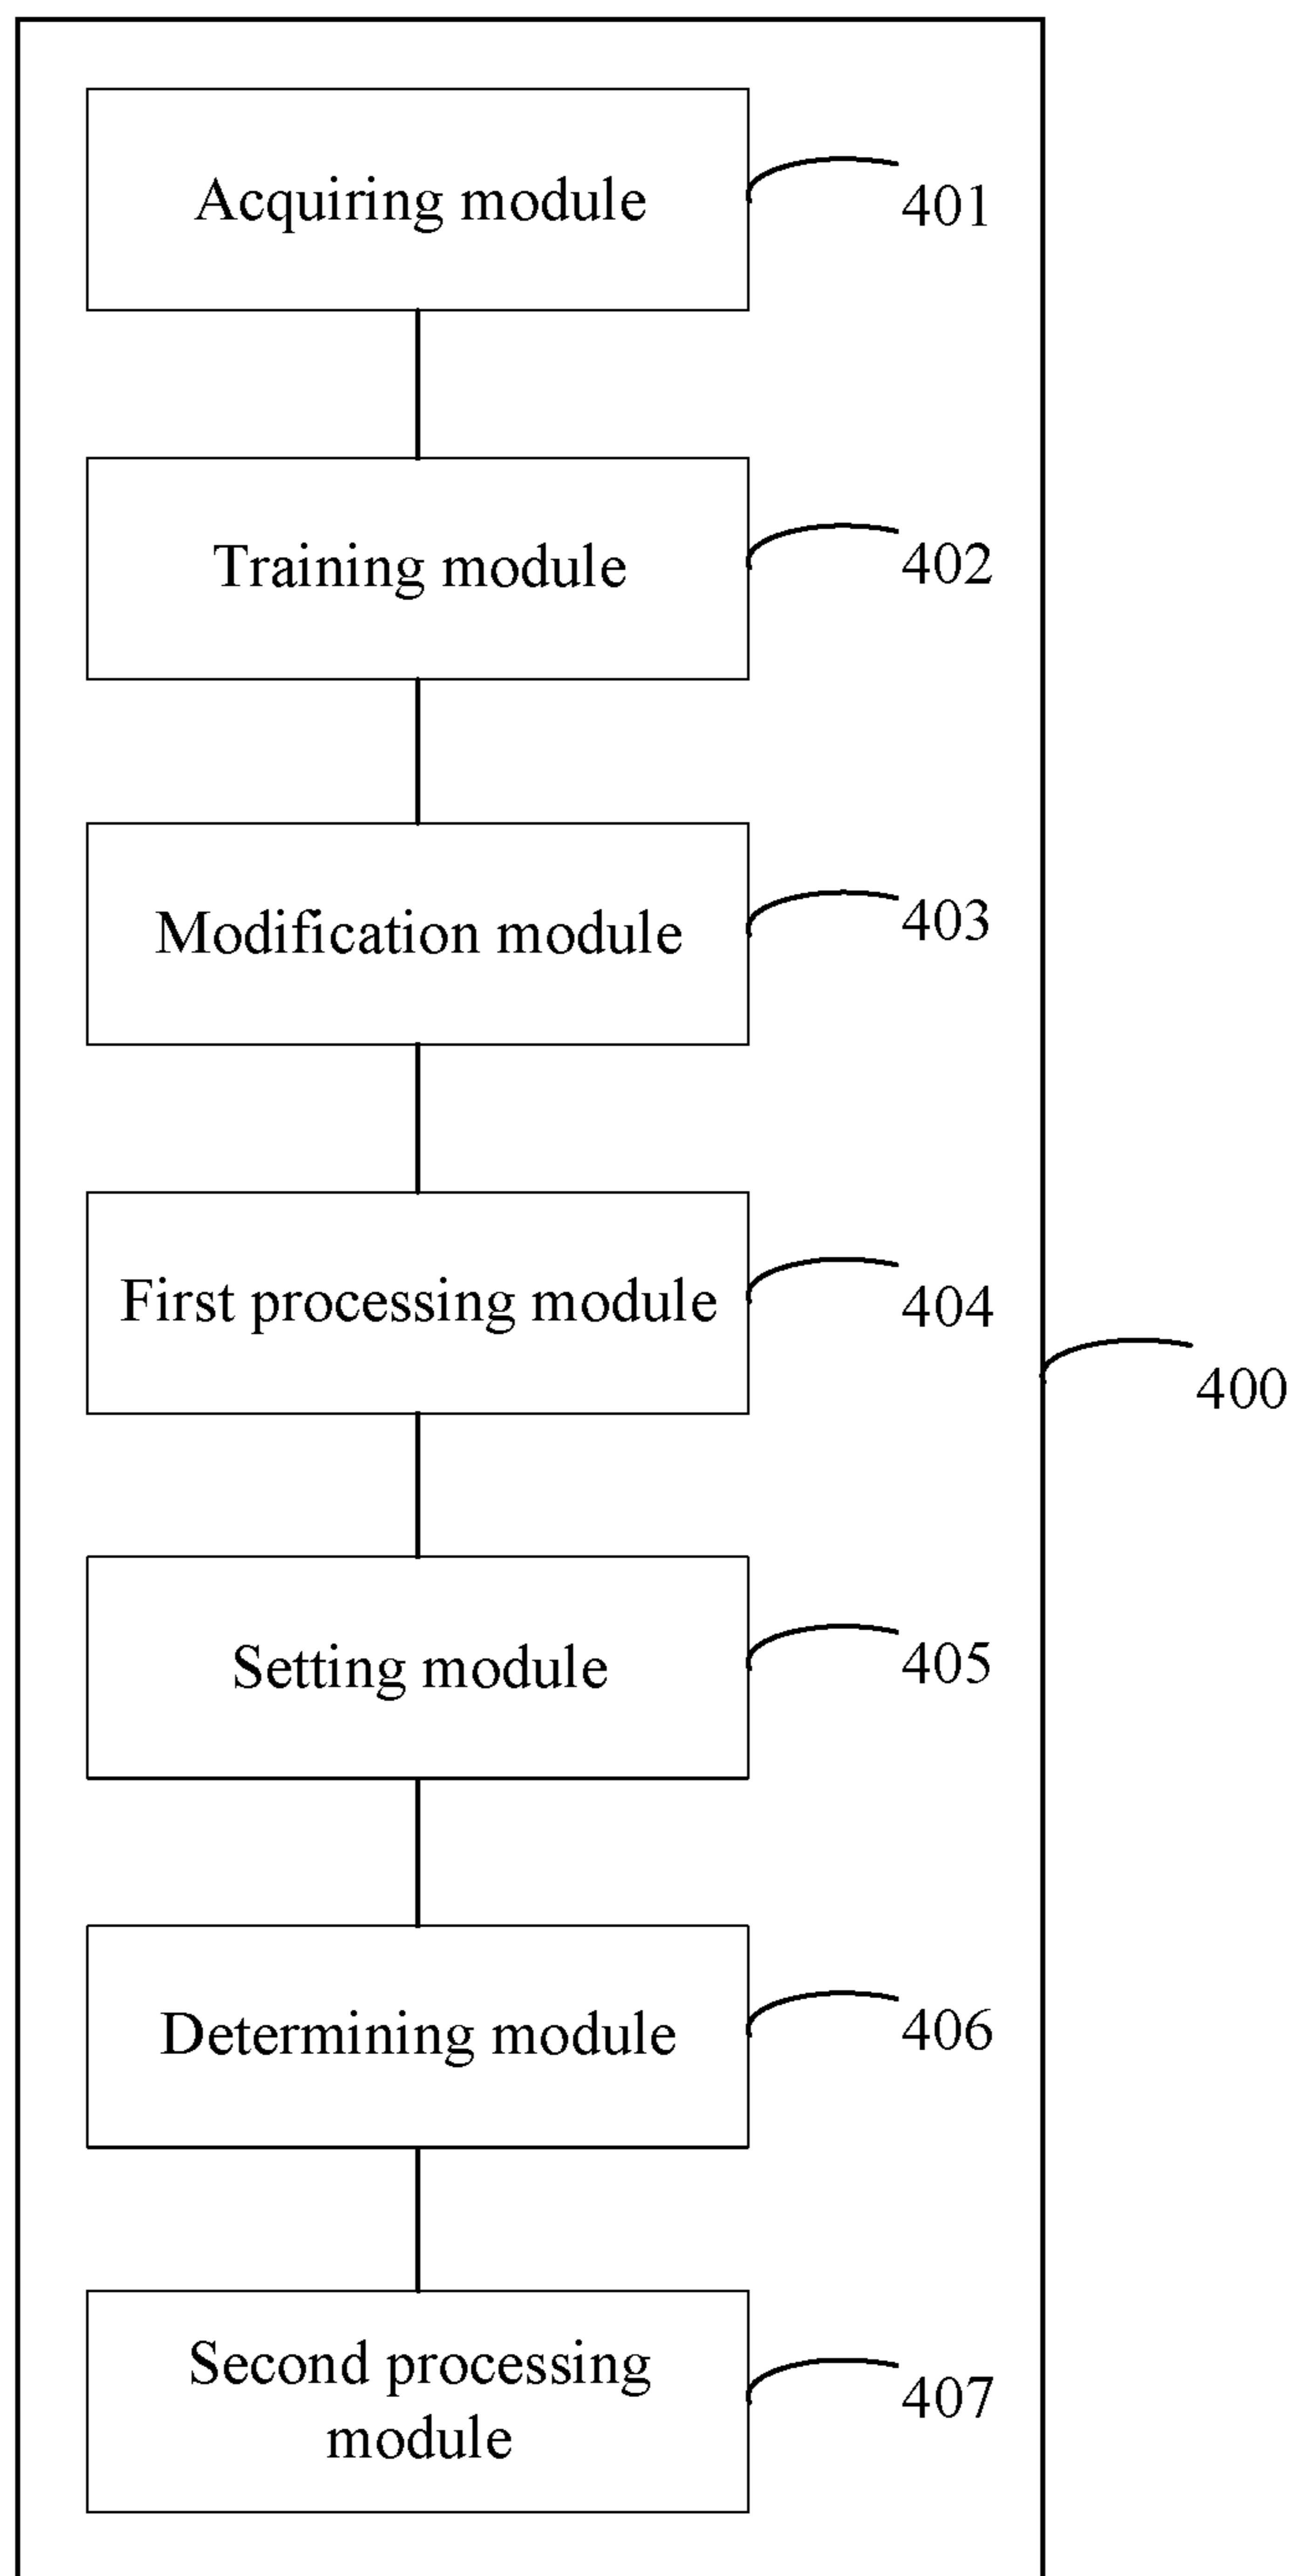 Acquiring module
401
Training module
402
Modification module
403
First processing module
404
400
Setting module
405
Determining module
406
Second processing
module
407